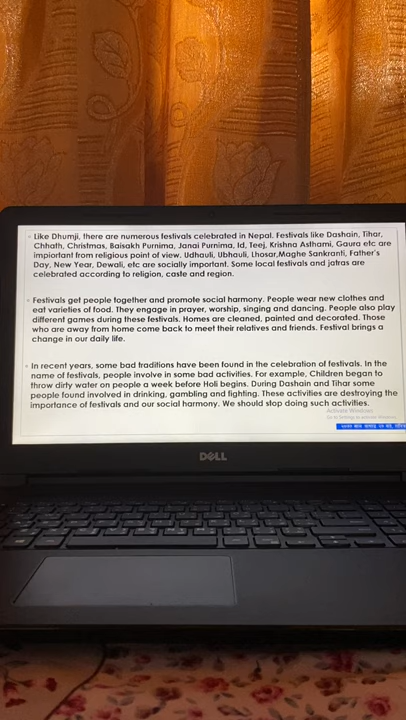 Like Dhumji, there are numerous festivals celebrated in Nepal. Festivals like Dashain, Tihar,
Chhath, Christmas, Baisakh Purnima, Janai Purnima, Id, Teej, Krishna Asthami, Gaura etc are
impiortant from religious point of view. Udhauli, Ubhauli, Lhosar,Maghe Sankranti, Father's
Day, New Year, Dewali, etc are socially important. Some local festivals and jatras are
celebrated according to religion, caste and region.
Festivals get people together and promote social harmony. People wear new clothes and
eat varieties of food. They engage in prayer, worship, singing and dancing. People also play
different games during these festivals. Homes are cleaned, painted and decorated. Those
who are away from home come back to meet their relatives and friends. Festival brings a
change in our daily life.
In recent years, some bad traditions have been found in the celebration of festivals. In the
name of festivals, people involve in some bad activities. For example, Children began to
throw dirty water on people a week before Holi begins. During Dashain and Tihar some
people found involved in drinking, gambling and fighting. These activities are destroying the
importance of festivals and our social harmony. We should stop doing such activities.
Activate Windows
Go to Settings to activate Windows.
DELL